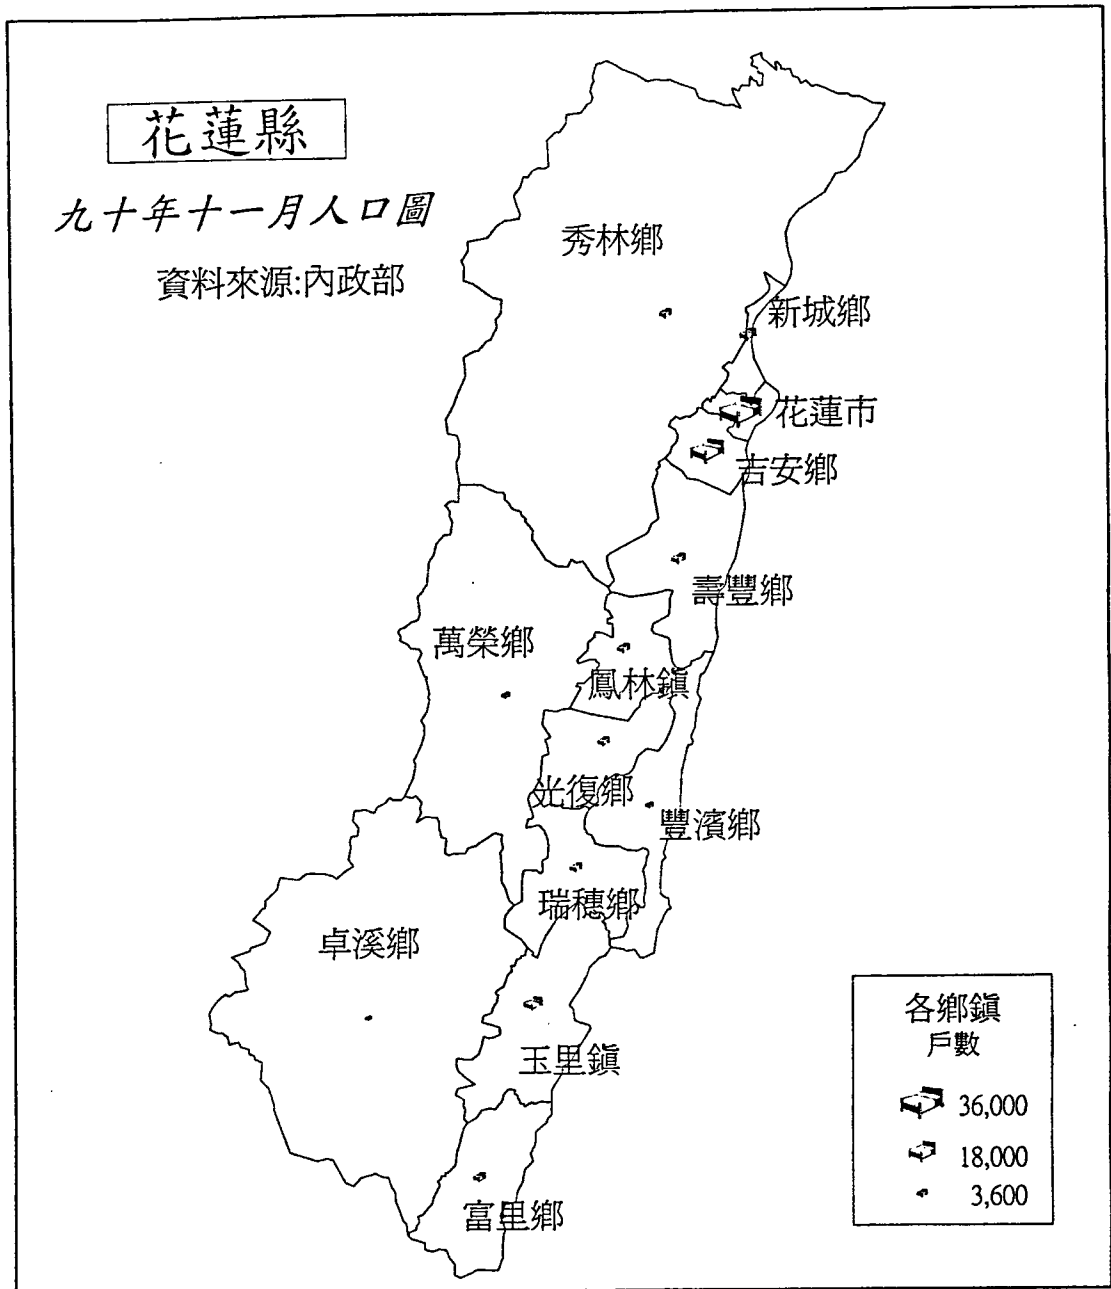 花蓮縣
九十年十一月人口圖
資料來源:內政部
秀林鄉
新城鄉
花蓮市
吉安鄉
壽豐鄉
萬榮鄉
鳳林鎮
光復鄉
豐濱鄉
瑞穗鄉
卓溪鄉
玉里鎮
富里鄉
各鄉鎮
戶數
36,000
18,000
3,600